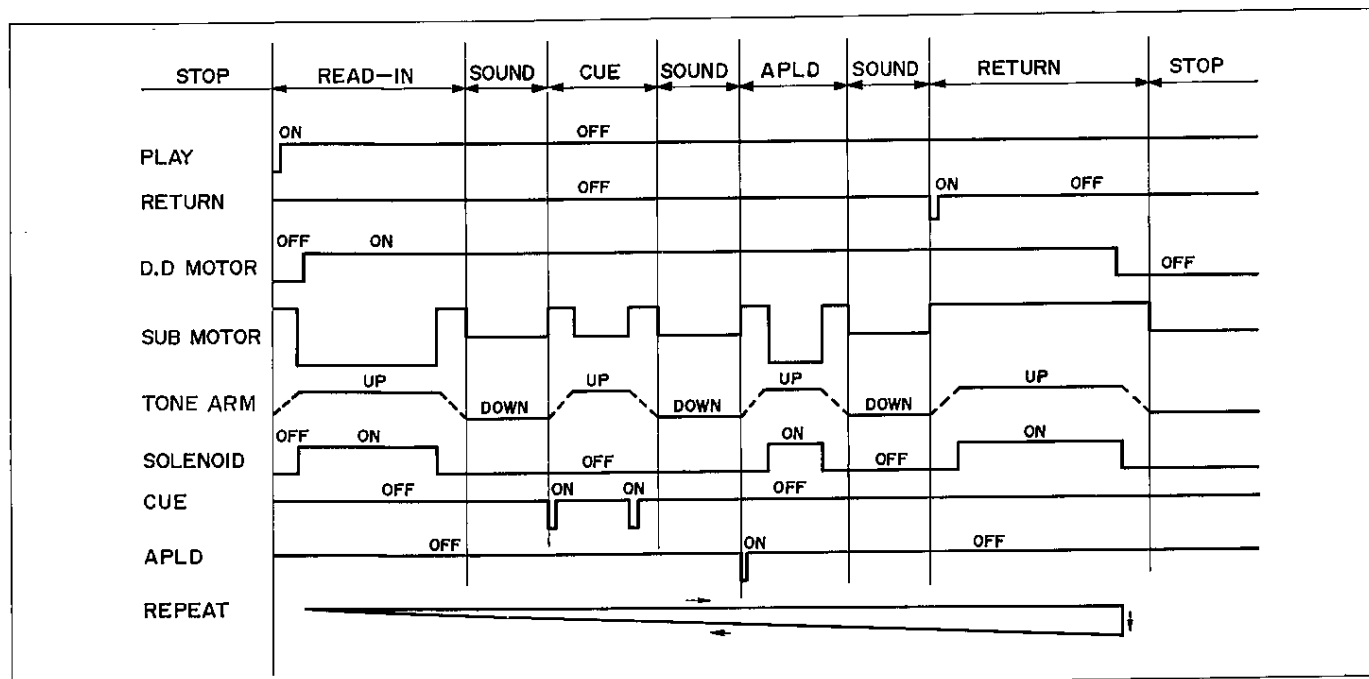 STOP READ-IN SOUND CUE SOUND APLD SOUND RETURN STOP
ON OFF
PLAY
OFF ON OFF
RETURN
OFF ON
D.D MOTOR OFF
SUB MOTOR
UP UP UP UP
TONE ARM DOWN DOWN DOWN
OFF ON ON ON
SOLENOID OFF OFF
OFF ON ON OFF
CUE
OFF ON OFF
APLD
REPEAT